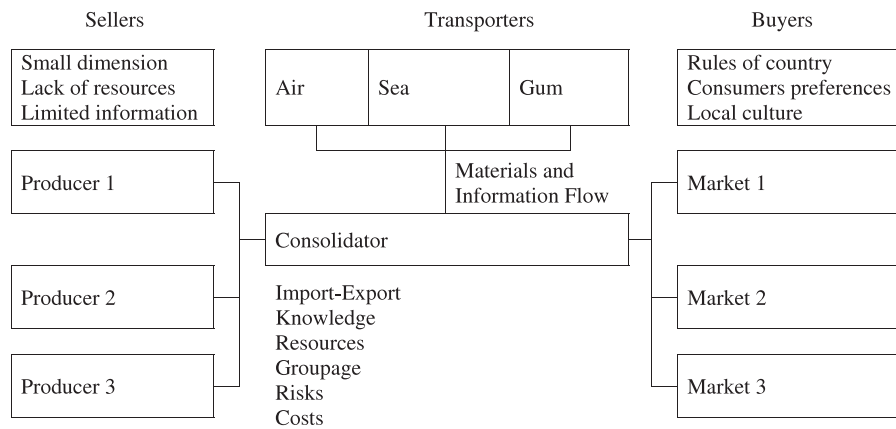 Sellers
Transporters
Buyers
Small dimension
Lack of resources
Limited information
Air
Sea
Gum
Rules of country
Consumers preferences
Local culture
Producer 1
Materials and
Information Flow
Market 1
Consolidator
Producer 2
Market 2
Import-Export
Knowledge
Resources
Groupage
Risks
Costs
Producer 3
Market 3